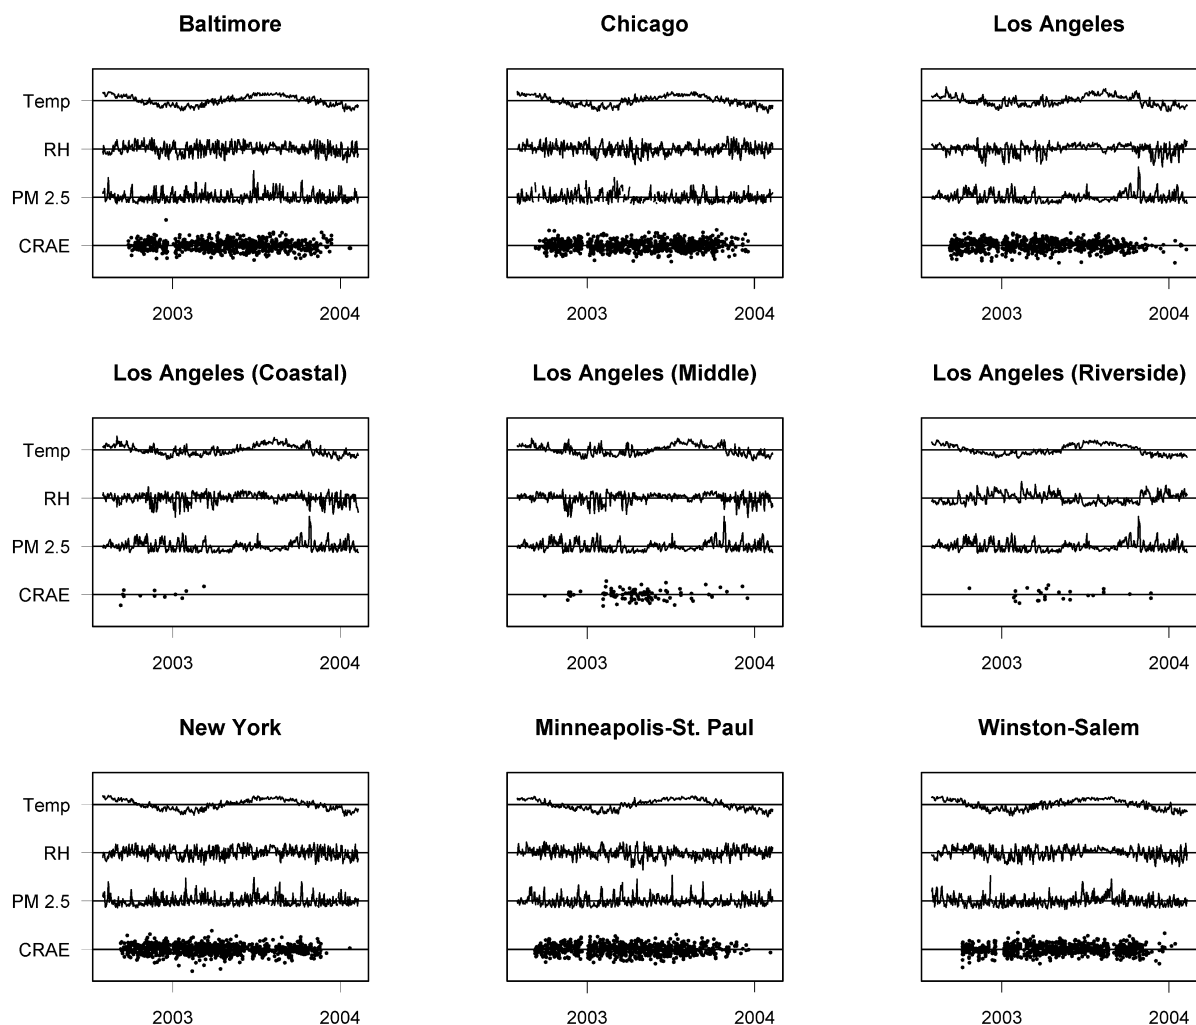 Baltimore Chicago Los Angeles
Temp
RH
PM 2.5
CRAE
2003 2004 2003 2004 2003 2004
Los Angeles (Coastal) Los Angeles (Middle) Los Angeles (Riverside)
Temp
RH
PM 2.5
CRAE
2003 2004 2003 2004 2003 2004
New York Minneapolis-St. Paul Winston-Salem
Temp
RH
PM 2.5
CRAE
2003 2004 2003 2004 2003 2004